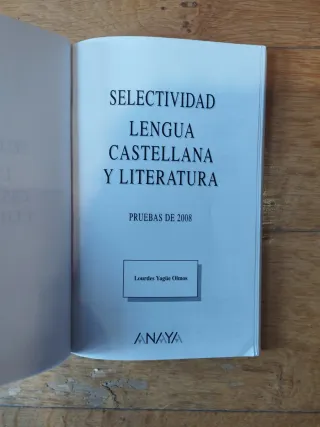 SELECTIVIDAD
LENGUA
CASTELLANA
Y LITERATURA
PRUEBAS DE 2008
Lourdes Yagüe Olmos
ANAYA